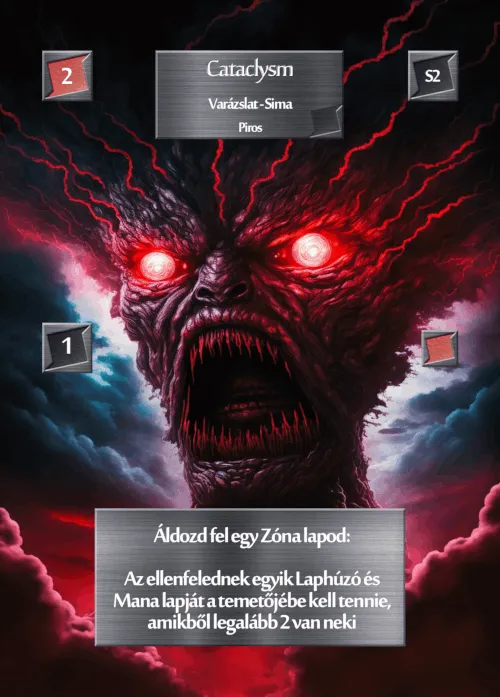 2
Cataclysm
S2
Varázslat - Sima
Piros
1
Áldozd fel egy Zóna lapod:
Az ellenfelednek egyik Laphúzó és
Mana lapját a temetőjébe kell tennie,
amikből legalább 2 van neki